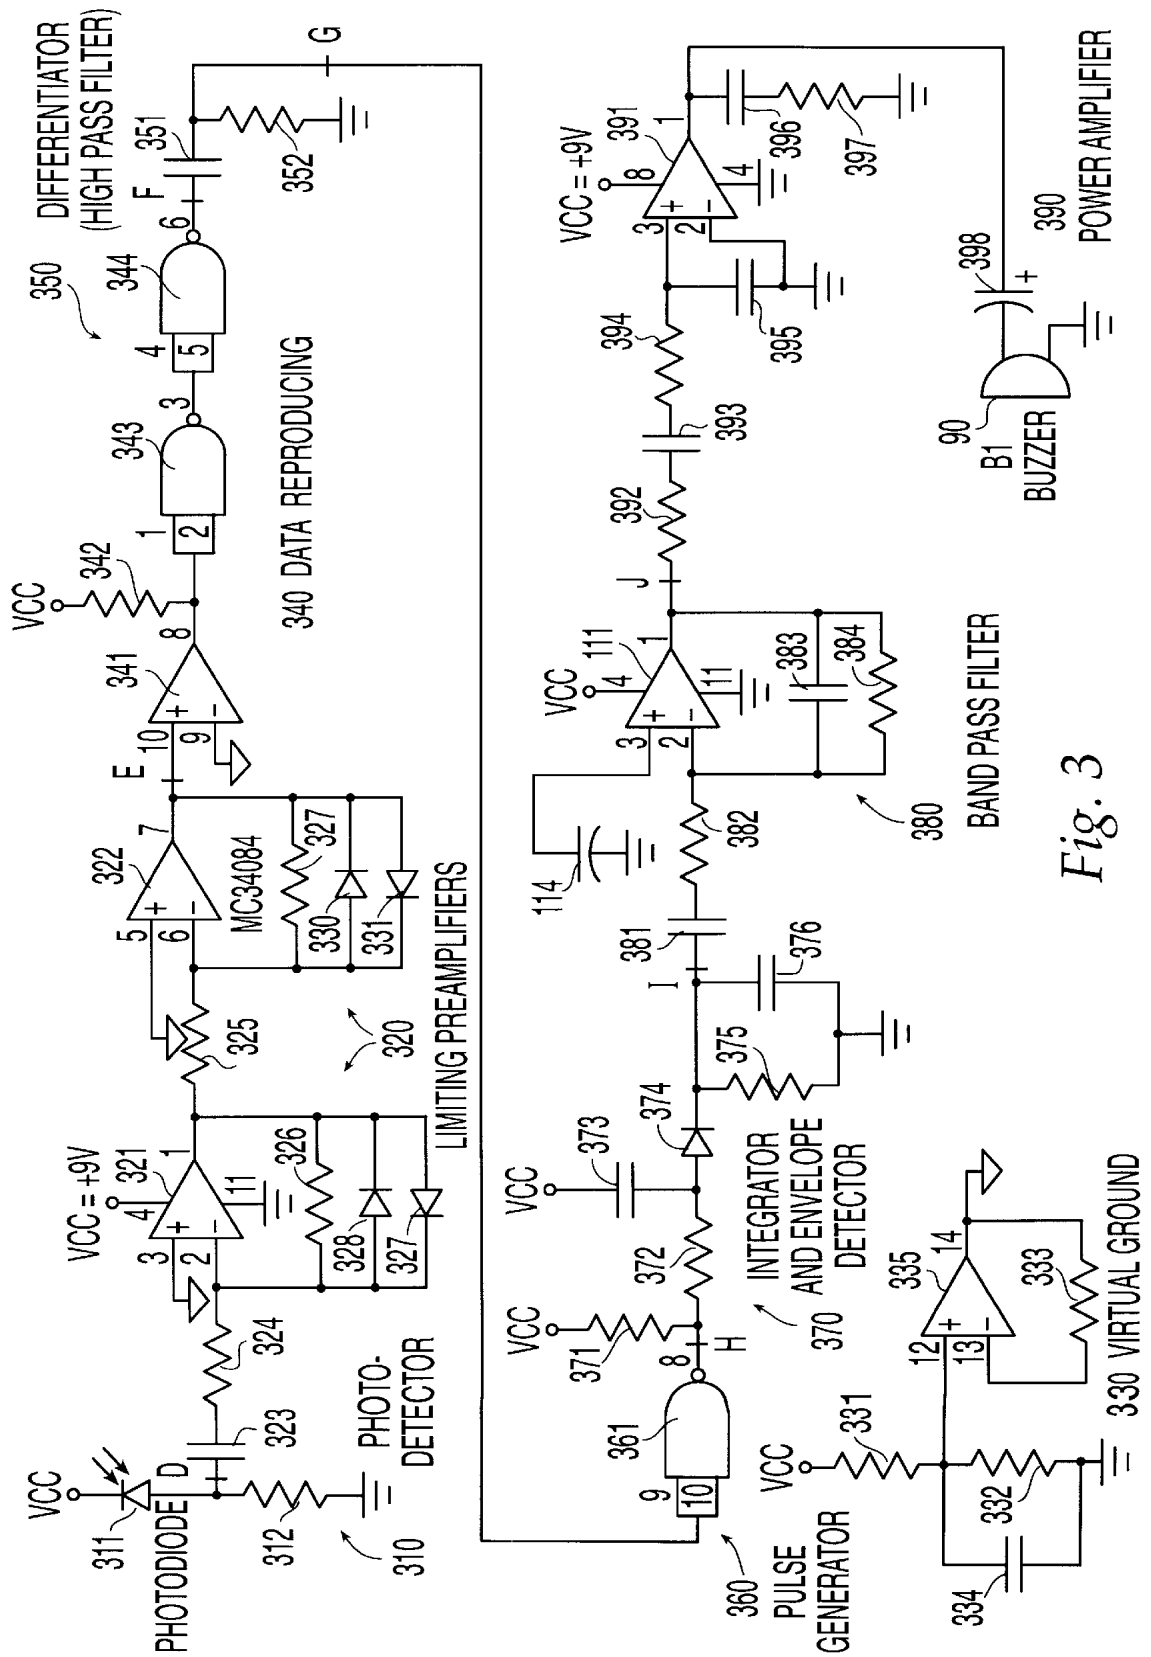 DIFFERENTIATOR
(HIGH PASS FILTER)
350
VCC
VCC = +9V
VCC
311
PHOTODIODE
D
323
312
310
PHOTO-
DETECTOR
324
3
2
4
321
1
11
326
328
327
325
320
LIMITING PREAMPLIFIERS
5
6
322
7
MC34084
327
330
331
E
10
9
341
8
342
1
2
343
3
340 DATA REPRODUCING
4
5
344
6
F
351
352
G
9
10
361
8
H
360
PULSE
GENERATOR
VCC
371
372
370
VCC
373
374
375
376
INTEGRATOR
AND ENVELOPE
DETECTOR
I
381
382
114
3
2
VCC
4
111
1
11
383
384
380
BAND PASS FILTER
J
392
393
394
395
3
2
VCC = +9V
8
391
1
4
396
397
398
+
390
POWER AMPLIFIER
90
B1
BUZZER
VCC
331
332
334
12
13
335
14
333
330 VIRTUAL GROUND
Fig. 3